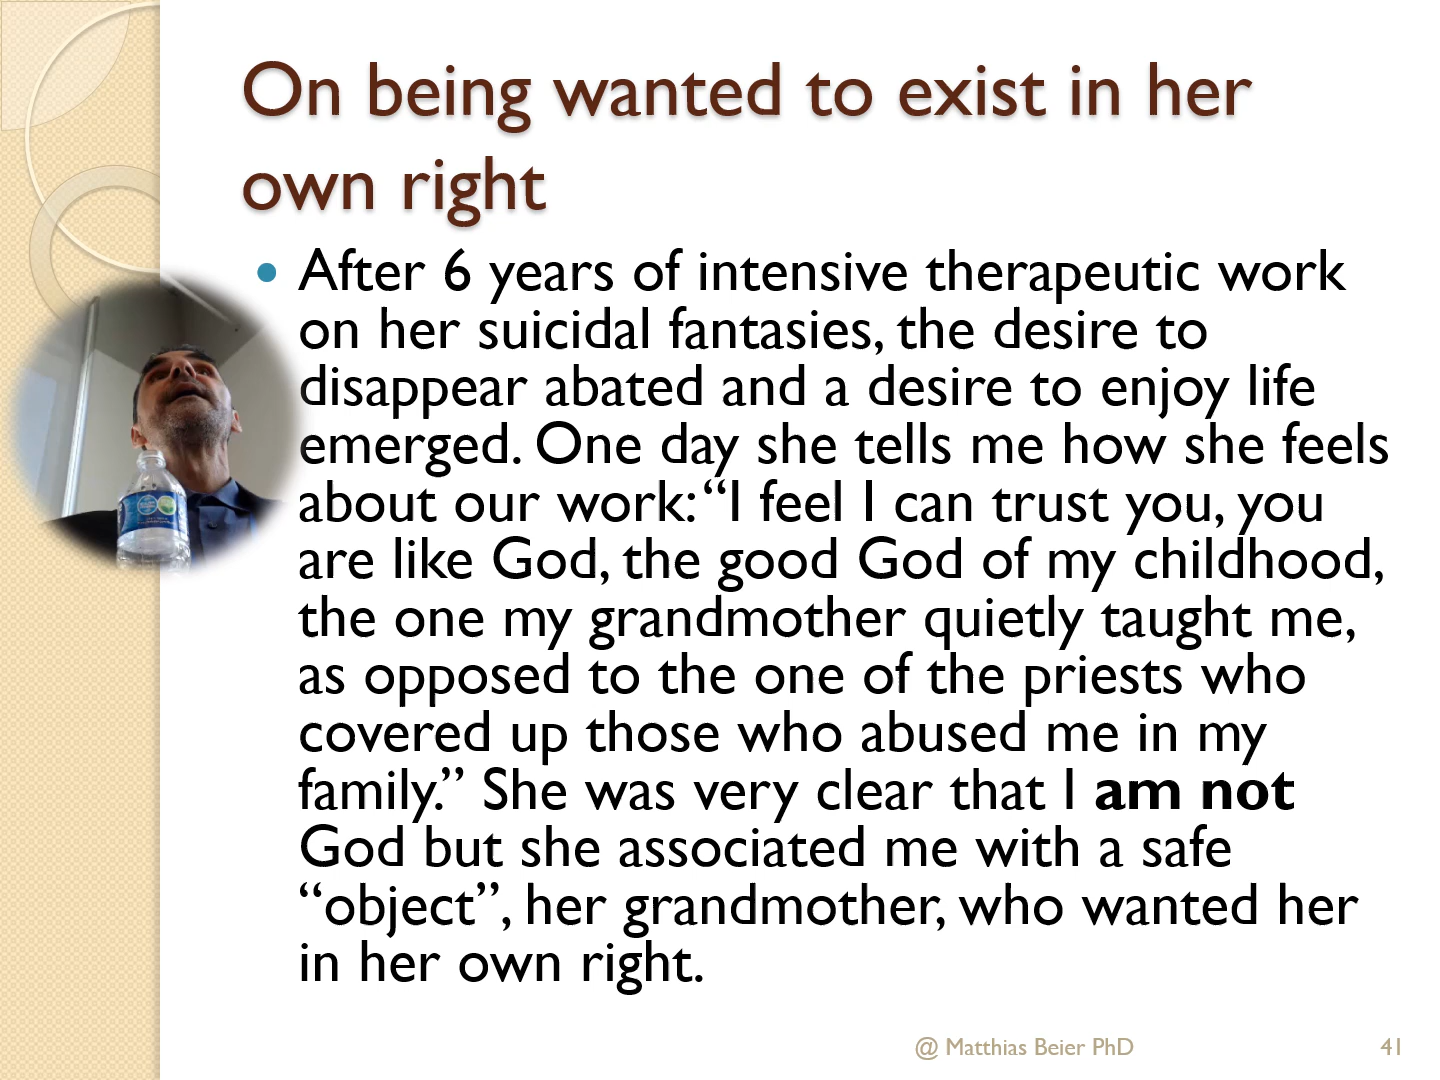 On being wanted to exist in her
own right
• After 6 years of intensive therapeutic work
on her suicidal fantasies, the desire to
disappear abated and a desire to enjoy life
emerged. One day she tells me how she feels
about our work: “I feel I can trust you, you
are like God, the good God of my childhood,
the one my grandmother quietly taught me,
as opposed to the one of the priests who
covered up those who abused me in my
family.” She was very clear that I am not
God but she associated me with a safe
“object”, her grandmother, who wanted her
in her own right.
@ Matthias Beier PhD
41